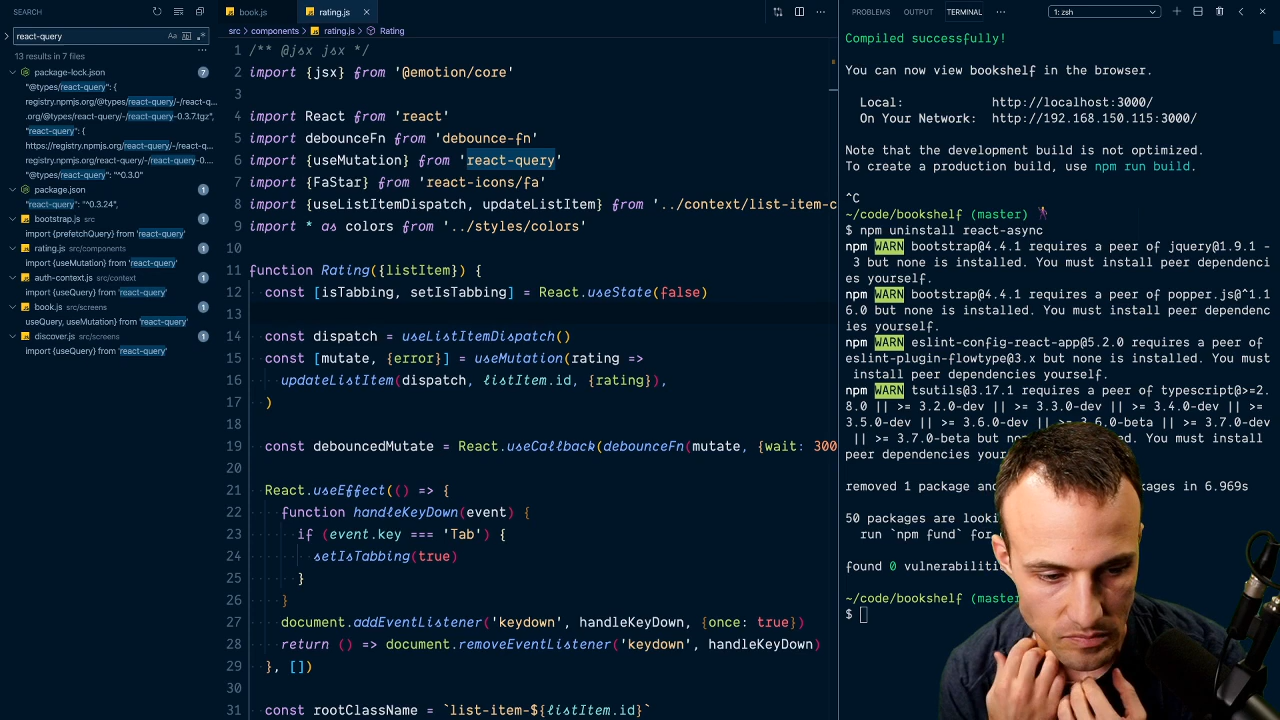 SEARCH
react-query
Aa
13 results in 7 files
package-lock.json 7
"@types/react-query": {
registry.npmjs.org/@types/react-query/-/react-q...
.org/@types/react-query/-/react-query-0.3.7.tgz",
"react-query": {
https://registry.npmjs.org/react-query/-/react-q...
registry.npmjs.org/react-query/-/react-query-0....
"@types/react-query": "^0.3.0"
package.json 1
"react-query": "^0.3.24",
bootstrap.js src 1
import {prefetchQuery} from 'react-query'
rating.js src/components 1
import {useMutation} from 'react-query'
auth-context.js src/context 1
import {useQuery} from 'react-query'
book.js src/screens 1
useQuery, useMutation} from 'react-query'
discover.js src/screens 1
import {useQuery} from 'react-query'
book.js rating.js ×
src > components > rating.js > Rating
1 /** @jsx jsx */
2 import {jsx} from '@emotion/core'
3
4 import React from 'react'
5 import debounceFn from 'debounce-fn'
6 import {useMutation} from 'react-query'
7 import {FaStar} from 'react-icons/fa'
8 import {useListItemDispatch, updateListItem} from '../context/list-item-c
9 import * as colors from '../styles/colors'
10
11 function Rating({listItem}) {
12 const [isTabbing, setIsTabbing] = React.useState(false)
13
14 const dispatch = useListItemDispatch()
15 const [mutate, {error}] = useMutation(rating =>
16 updateListItem(dispatch, listItem.id, {rating}),
17 )
18
19 const debouncedMutate = React.useCallback(debounceFn(mutate, {wait: 300
20
21 React.useEffect(() => {
22 function handleKeyDown(event) {
23 if (event.key === 'Tab') {
24 setIsTabbing(true)
25 }
26 }
27 document.addEventListener('keydown', handleKeyDown, {once: true})
28 return () => document.removeEventListener('keydown', handleKeyDown)
29 }, [])
30
31 const rootClassName = `list-item-${listItem.id}`
PROBLEMS OUTPUT TERMINAL ··· 1: zsh
Compiled successfully!
You can now view bookshelf in the browser.
Local: http://localhost:3000/
On Your Network: http://192.168.150.115:3000/
Note that the development build is not optimized.
To create a production build, use npm run build.
^C
~/code/bookshelf (master)
$ npm uninstall react-async
npm WARN bootstrap@4.4.1 requires a peer of jquery@1.9.1 -
3 but none is installed. You must install peer dependenci
es yourself.
npm WARN bootstrap@4.4.1 requires a peer of popper.js@^1.1
6.0 but none is installed. You must install peer dependenc
ies yourself.
npm WARN eslint-config-react-app@5.2.0 requires a peer of
eslint-plugin-flowtype@3.x but none is installed. You must
install peer dependencies yourself.
npm WARN tsutils@3.17.1 requires a peer of typescript@>=2.
8.0 || >= 3.2.0-dev || >= 3.3.0-dev || >= 3.4.0-dev || >=
3.5.0-dev || >= 3.6.0-dev || >= 3.6.0-beta || >= 3.7.0-dev
|| >= 3.7.0-beta but no ed. You must install
peer dependencies
removed 1 package and ckages in 6.969s
50 packages are
run `npm fund` for
found 0
~/code/bookshelf
$